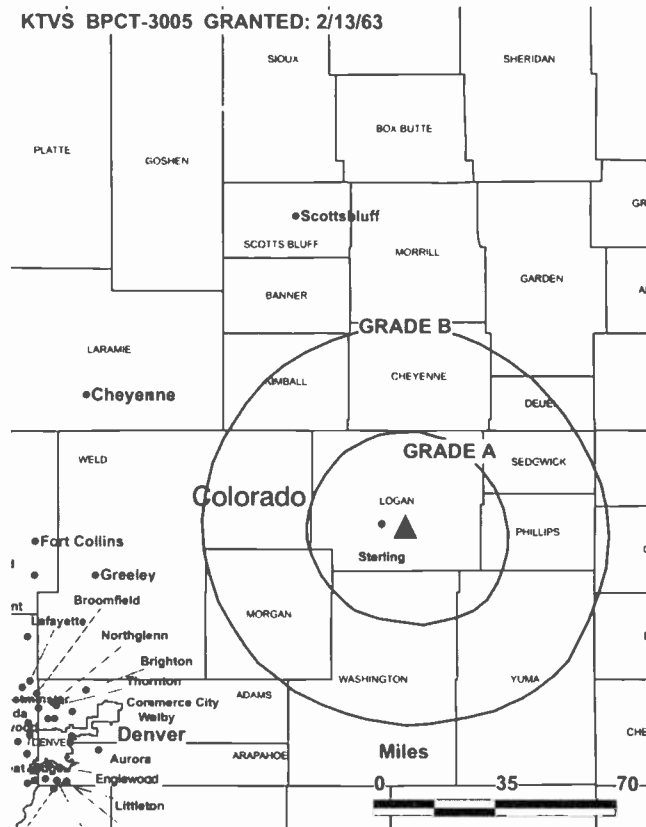 KTVS BPCT-3005 GRANTED: 2/13/63
SIOUX
SHERIDAN
BOX BUTTE
PLATTE
GOSHEN
Scottsbluff
SCOTTS BLUFF
MORRILL
GARDEN
BANNER
GRADE B
LARAMIE
KIMBALL
CHEYENNE
Cheyenne
DEUEL
GRADE A
WELD
SEDGWICK
Colorado
LOGAN
Fort Collins
Sterling
PHILLIPS
Greeley
Broomfield
Lafayette
Northglenn
MORGAN
Brighton
Thornton
WASHINGTON
YUMA
ADAMS
Commerce City
Welby
Denver
DENVE
Aurora
ARAPAHOE
Miles
Englewood
Littleton
0 35 70